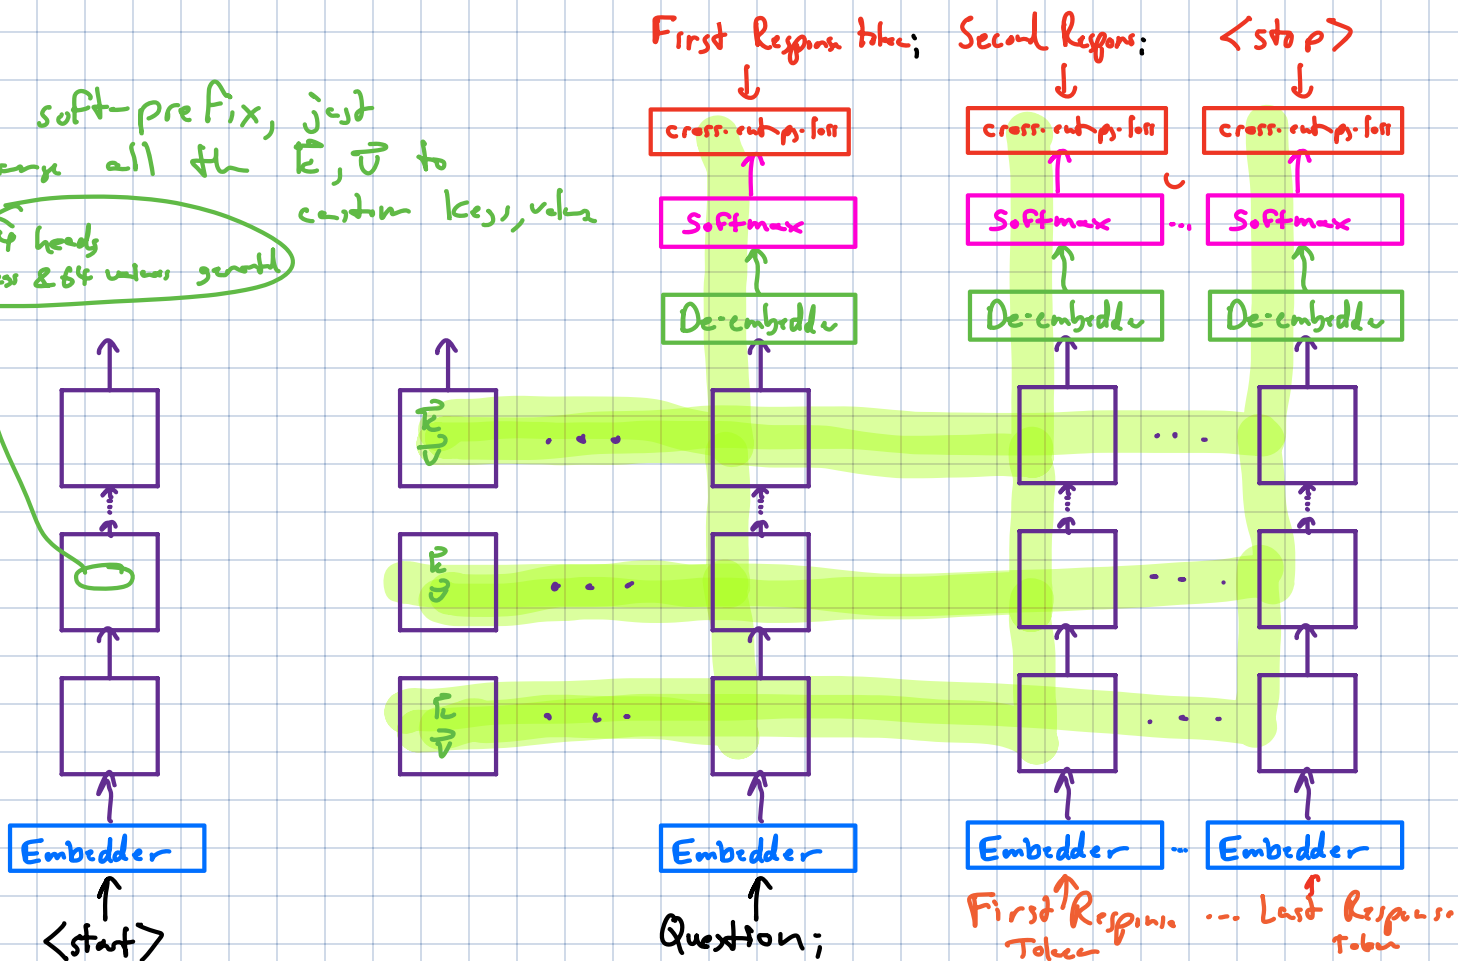 First Response token;
Second Respons:
<stop>
soft-prefix, just
all the k, v to
custom keys, values
heads
& 64 values generated
cross-entropy-loss
cross-entropy-loss
cross-entropy-loss
Softmax
Softmax
...
Softmax
De-embedder
De-embedder
De-embedder
k
v
...
...
k
v
...
...
k
v
...
...
Embedder
Embedder
Embedder
...
Embedder
<start>
Question;
First Response
Token
...
Last Response
Token